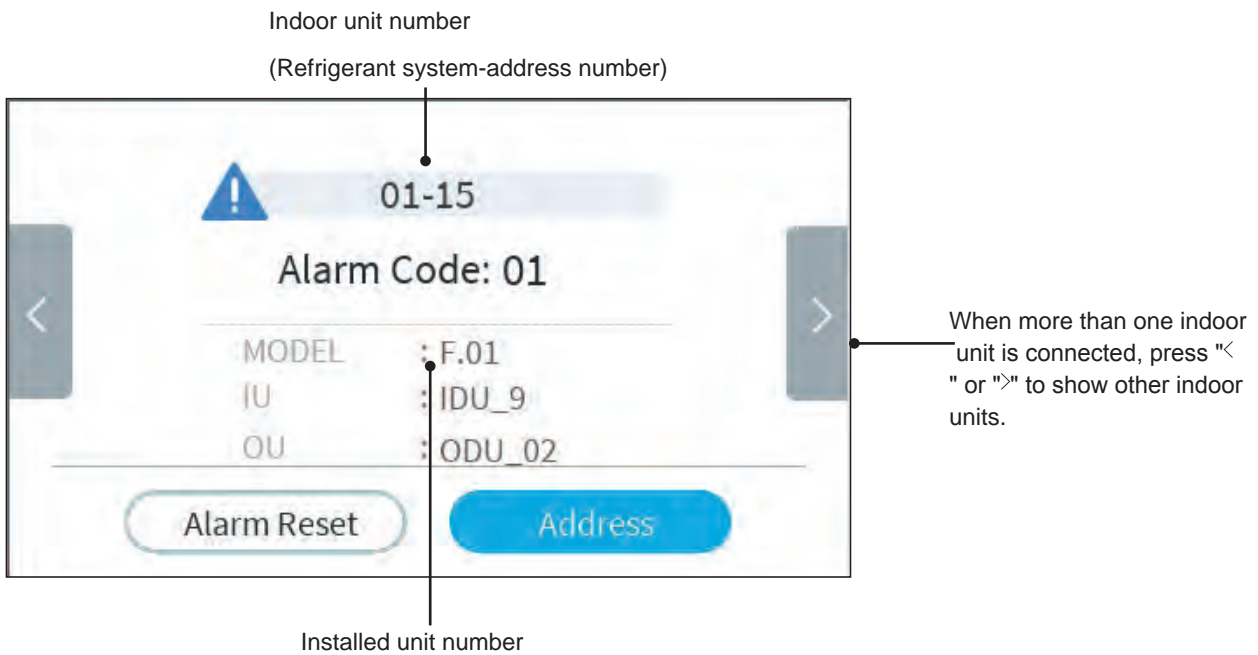 Indoor unit number
(Refrigerant system-address number)
01-15
Alarm Code: 01
MODEL : F.01
IU : IDU_9
OU : ODU_02
Alarm Reset
Address
When more than one indoor
unit is connected, press "<
" or ">" to show other indoor
units.
Installed unit number